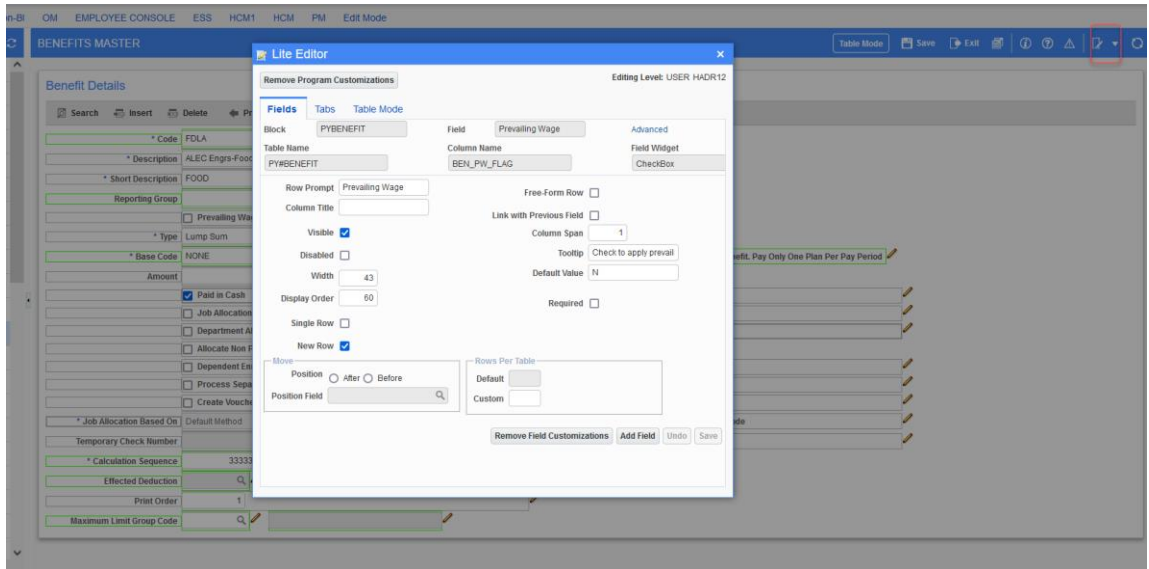 on-BI OM EMPLOYEE CONSOLE ESS HCM1 HCM PM Edit Mode
BENEFITS MASTER Table Mode Save Exit
Lite Editor
Remove Program Customizations Editing Level: USER HADR12
Benefit Details
Fields Tabs Table Mode
Search Insert Delete Pr
Block PYBENEFIT Field Prevailing Wage Advanced
* Code FDLA
Table Name Column Name Field Widget
* Description ALEC Engrs-Food
PY#BENEFIT BEN_PW_FLAG CheckBox
* Short Description FOOD
Row Prompt Prevailing Wage Free-Form Row
Reporting Group
Column Title Link with Previous Field
Prevailing Wa
Visible Column Span 1
* Type Lump Sum
Disabled Tooltip Check to apply prevail
* Base Code NONE efit. Pay Only One Plan Per Pay Period
Width 43 Default Value N
Amount
Display Order 60 Required
Paid in Cash
Job Allocation
Single Row
Department Al
New Row
Allocate Non P
Move Rows Per Table
Dependent En
Position After Before Default
Process Sepa
Position Field Custom
Create Vouche
* Job Allocation Based On Default Method de
Remove Field Customizations Add Field Undo Save
Temporary Check Number
* Calculation Sequence 33333
Effected Deduction
Print Order 1
Maximum Limit Group Code